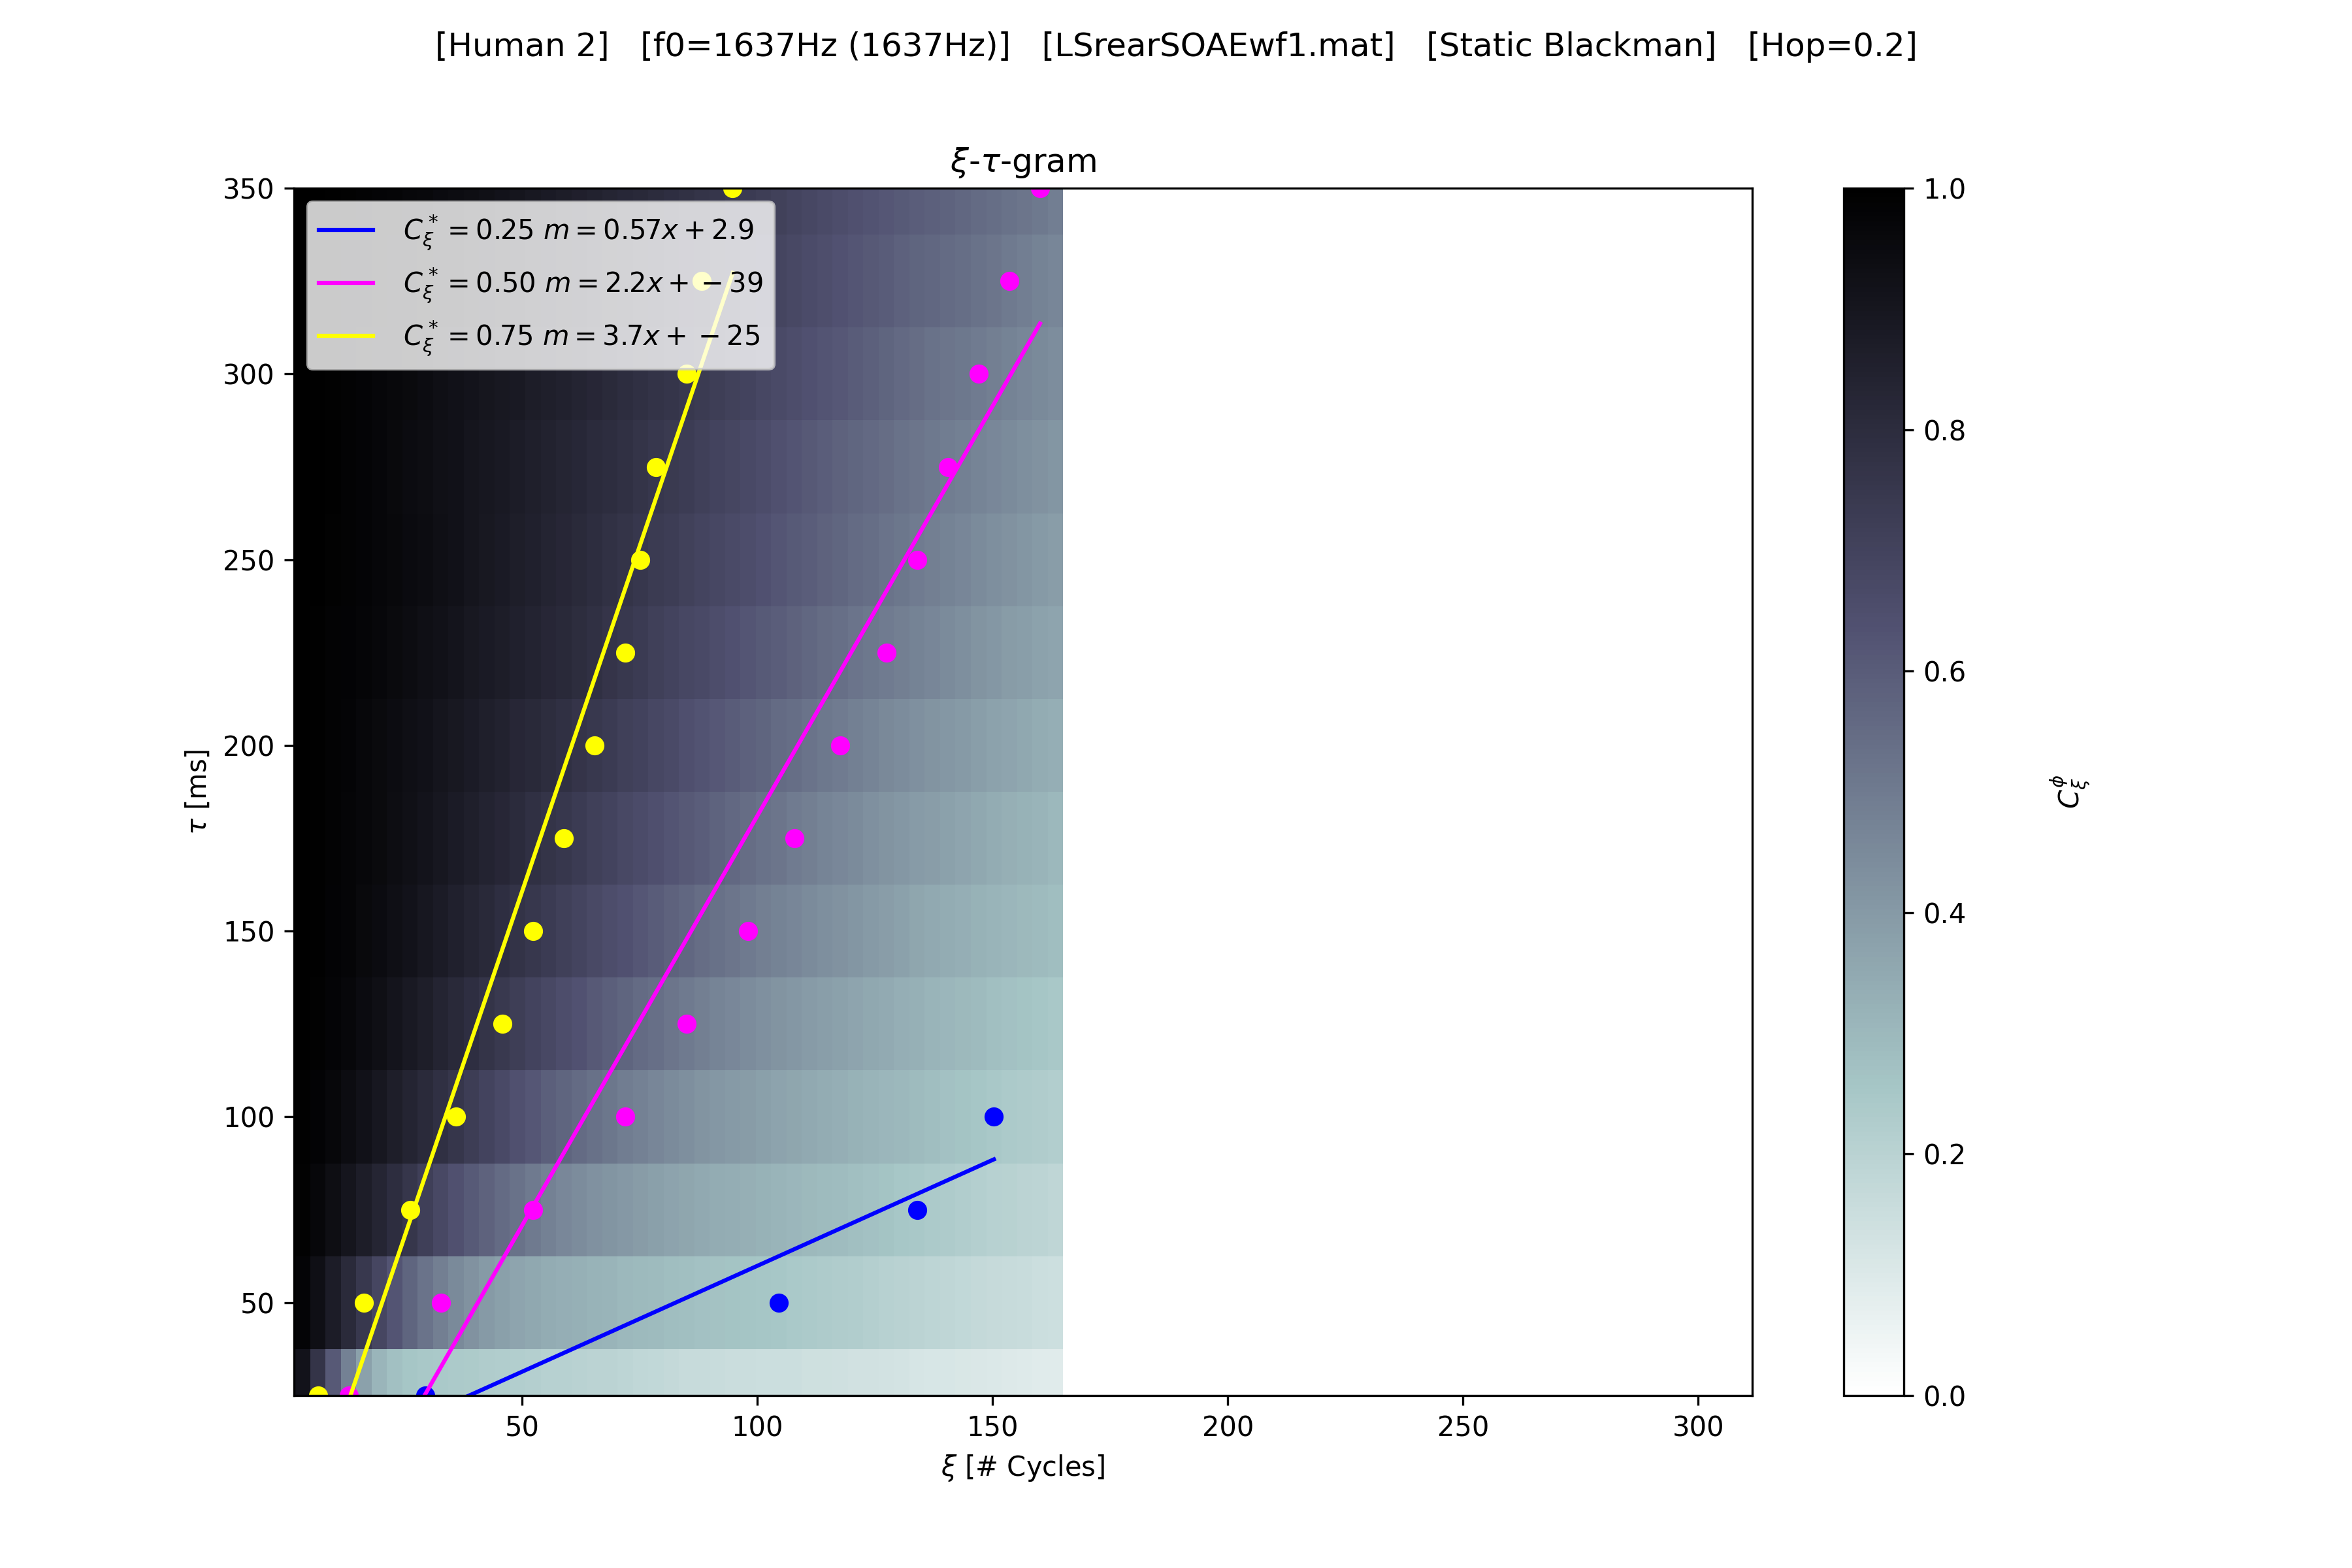 [Human 2]   [f0=1637Hz (1637Hz)]   [LSrearSOAEwf1.mat]   [Static Blackman]   [Hop=0.2]
ξ-τ-gram
C*ξ = 0.25 m = 0.57x + 2.9
C*ξ = 0.50 m = 2.2x + − 39
C*ξ = 0.75 m = 3.7x + − 25
350
300
250
200
150
100
50
τ [ms]
50 100 150 200 250 300
ξ [# Cycles]
1.0
0.8
0.6
0.4
0.2
0.0
Cϕξ